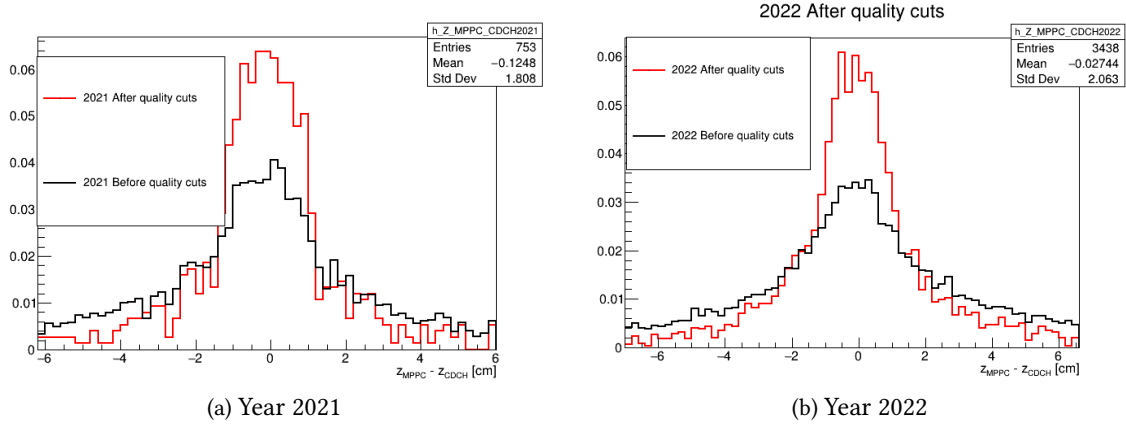 2022 After quality cuts
h_Z_MPPC_CDCH2021
Entries 753
Mean −0.1248
Std Dev 1.808
2021 After quality cuts
2021 Before quality cuts
0.06
0.05
0.04
0.03
0.02
0.01
0
−6 −4 −2 0 2 4 6
z_MPPC - z_CDCH [cm]
(a) Year 2021
h_Z_MPPC_CDCH2022
Entries 3438
Mean −0.02744
Std Dev 2.063
2022 After quality cuts
2022 Before quality cuts
0.06
0.05
0.04
0.03
0.02
0.01
0
−6 −4 −2 0 2 4 6
z_MPPC - z_CDCH [cm]
(b) Year 2022